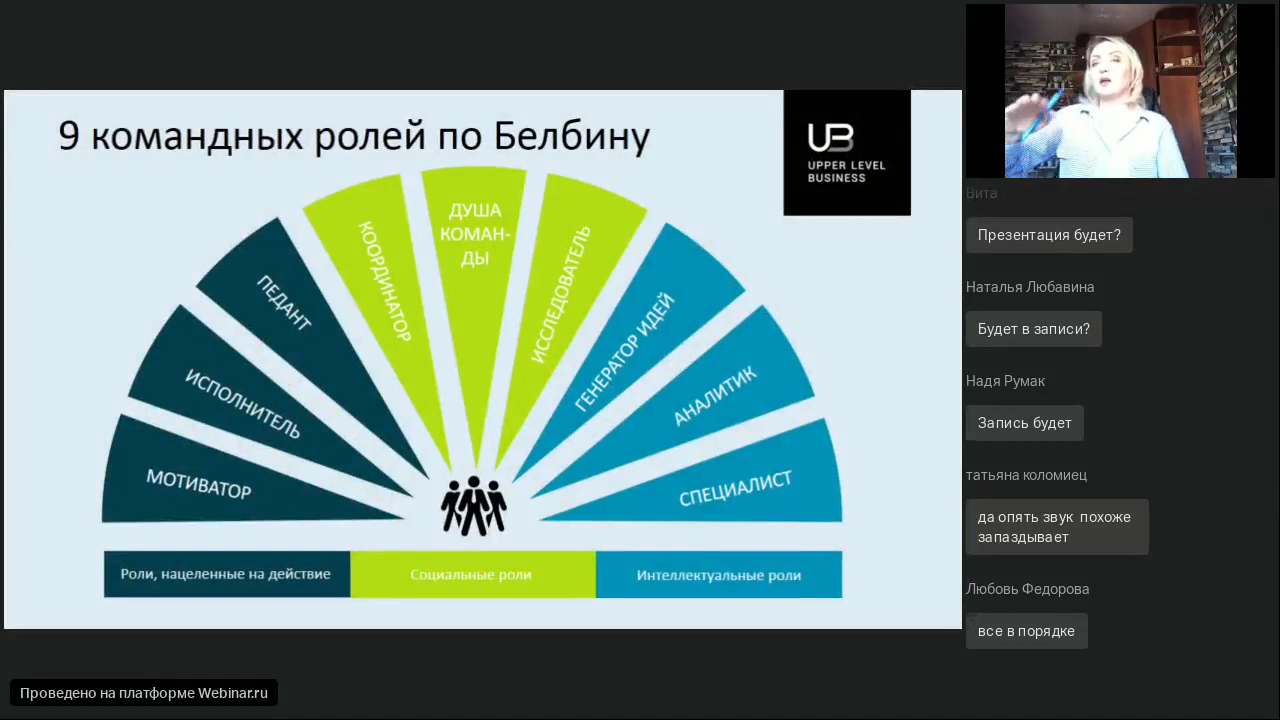 9 командных ролей по Белбину
UB
UPPER LEVEL
BUSINESS
МОТИВАТОР
ИСПОЛНИТЕЛЬ
ПЕДАНТ
КООРДИНАТОР
ДУША
КОМАН-
ДЫ
ИССЛЕДОВАТЕЛЬ
ГЕНЕРАТОР ИДЕЙ
АНАЛИТИК
СПЕЦИАЛИСТ
Роли, нацеленные на действие
Социальные роли
Интеллектуальные роли
Вита
Презентация будет?
Наталья Любавина
Будет в записи?
Надя Румак
Запись будет
татьяна коломиец
да опять звук похоже
запаздывает
Любовь Федорова
все в порядке
Проведено на платформе Webinar.ru